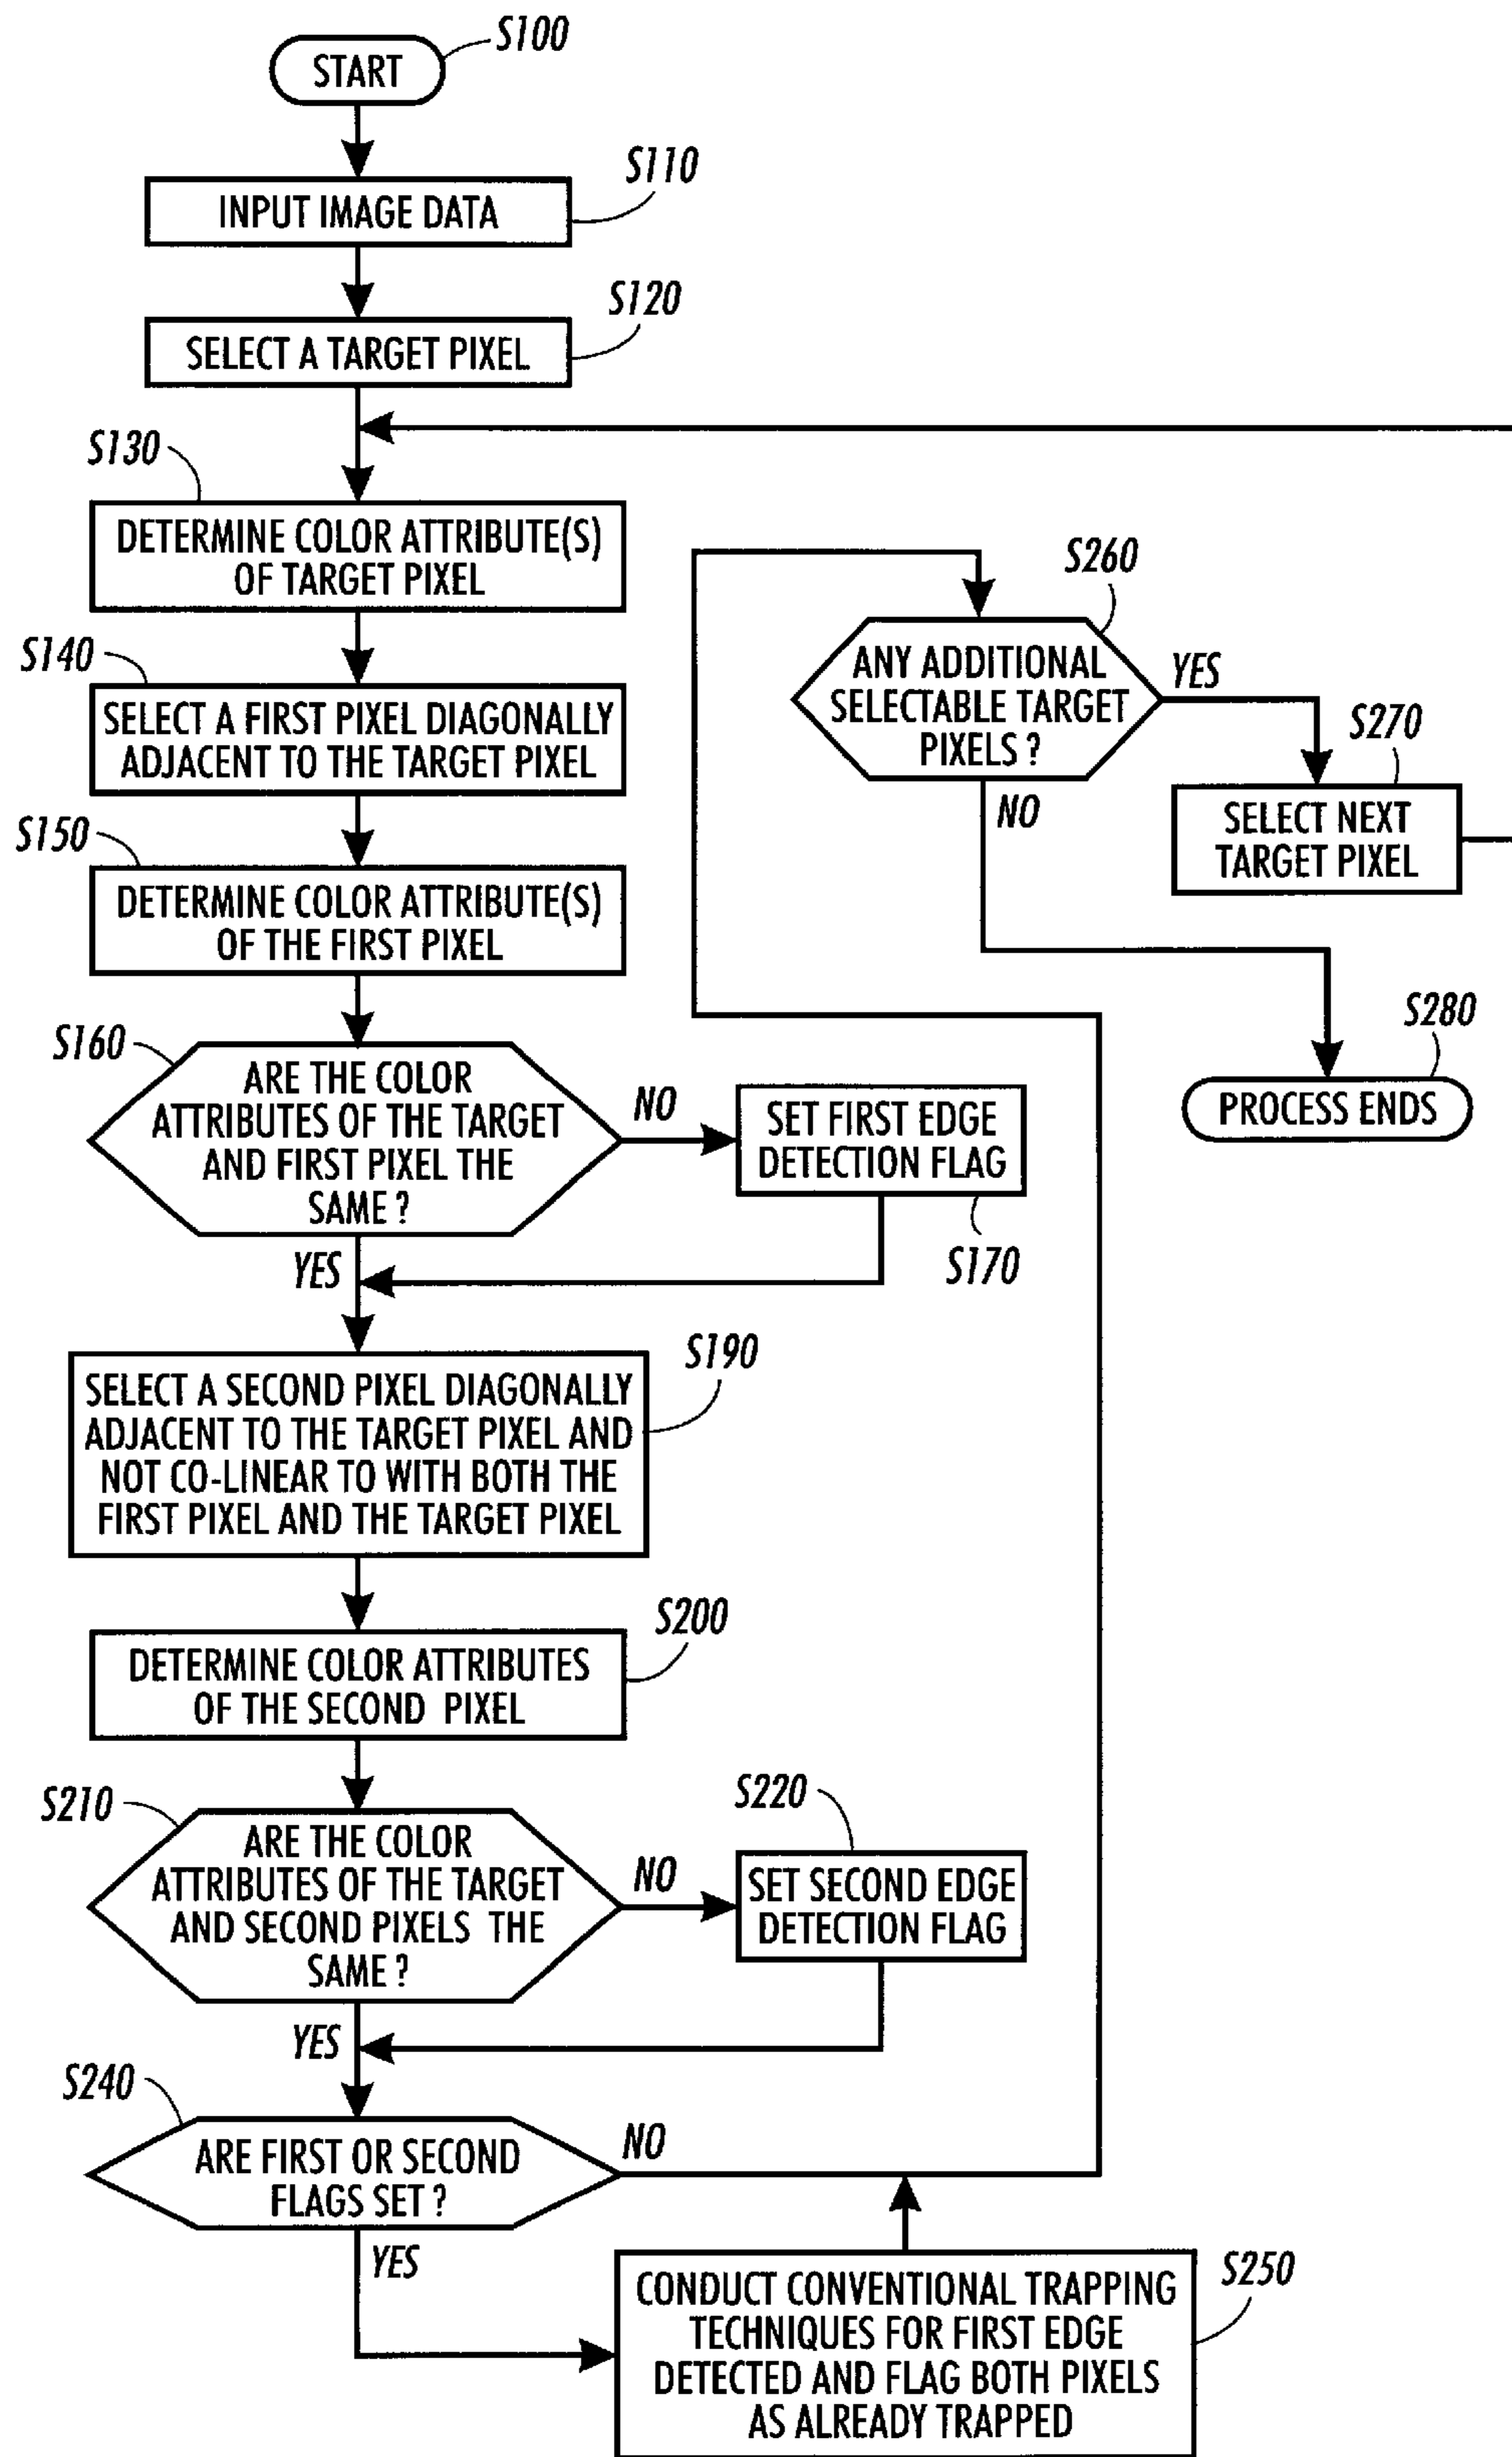 S100
START
S110
INPUT IMAGE DATA
S120
SELECT A TARGET PIXEL
S130
DETERMINE COLOR ATTRIBUTE(S)
OF TARGET PIXEL
S140
SELECT A FIRST PIXEL DIAGONALLY
ADJACENT TO THE TARGET PIXEL
S150
DETERMINE COLOR ATTRIBUTE(S)
OF THE FIRST PIXEL
S160
ARE THE COLOR
ATTRIBUTES OF THE TARGET
AND FIRST PIXEL THE
SAME ?
NO
SET FIRST EDGE
DETECTION FLAG
S170
YES
S190
SELECT A SECOND PIXEL DIAGONALLY
ADJACENT TO THE TARGET PIXEL AND
NOT CO-LINEAR TO WITH BOTH THE
FIRST PIXEL AND THE TARGET PIXEL
S200
DETERMINE COLOR ATTRIBUTES
OF THE SECOND PIXEL
S210
ARE THE COLOR
ATTRIBUTES OF THE TARGET
AND SECOND PIXELS THE
SAME ?
NO
S220
SET SECOND EDGE
DETECTION FLAG
YES
S240
ARE FIRST OR SECOND
FLAGS SET ?
NO
YES
S250
CONDUCT CONVENTIONAL TRAPPING
TECHNIQUES FOR FIRST EDGE
DETECTED AND FLAG BOTH PIXELS
AS ALREADY TRAPPED
S260
ANY ADDITIONAL
SELECTABLE TARGET
PIXELS ?
YES
NO
S270
SELECT NEXT
TARGET PIXEL
S280
PROCESS ENDS